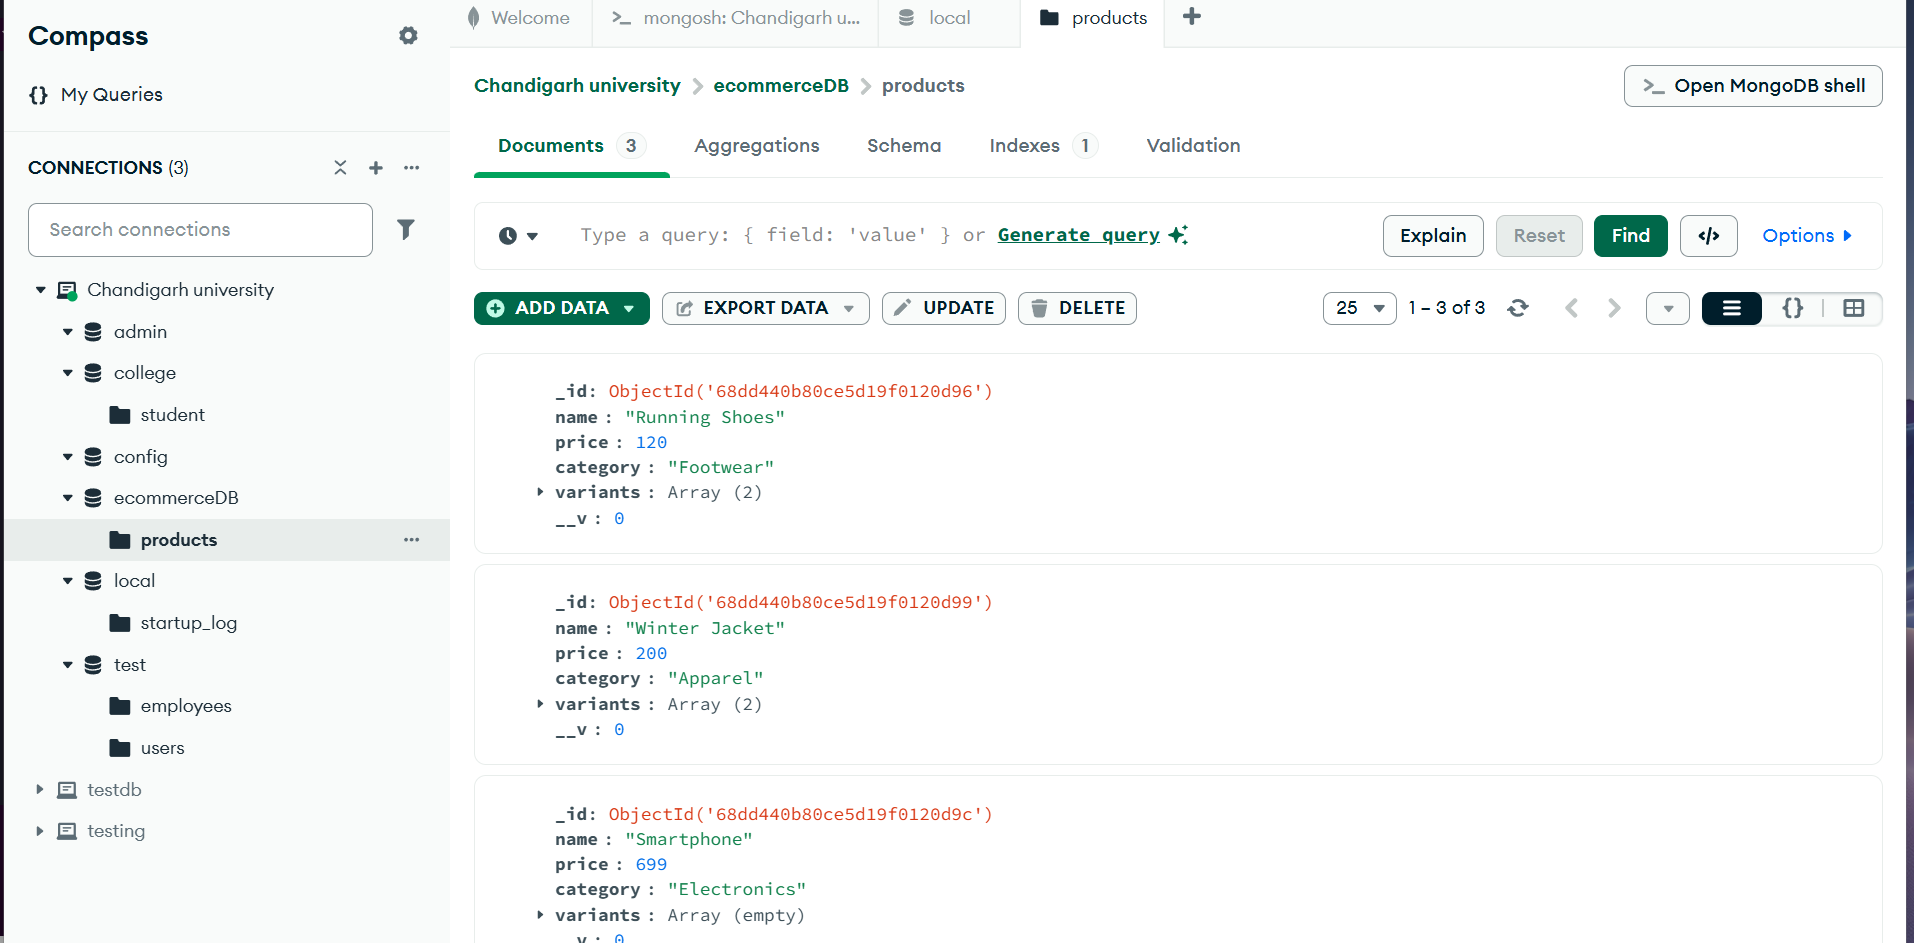 Compass
My Queries
CONNECTIONS (3)
Search connections
Chandigarh university
admin
college
student
config
ecommerceDB
products
local
startup_log
test
employees
users
testdb
testing
Welcome
>_ mongosh: Chandigarh u...
local
products
Chandigarh university > ecommerceDB > products
>_ Open MongoDB shell
Documents 3 Aggregations Schema Indexes 1 Validation
Type a query: { field: 'value' } or Generate query
Explain Reset Find </> Options
ADD DATA EXPORT DATA UPDATE DELETE
25 1 – 3 of 3 {}
_id: ObjectId('68dd440b80ce5d19f0120d96')
name : "Running Shoes"
price : 120
category : "Footwear"
variants : Array (2)
__v : 0
_id: ObjectId('68dd440b80ce5d19f0120d99')
name : "Winter Jacket"
price : 200
category : "Apparel"
variants : Array (2)
__v : 0
_id: ObjectId('68dd440b80ce5d19f0120d9c')
name : "Smartphone"
price : 699
category : "Electronics"
variants : Array (empty)
__v : 0